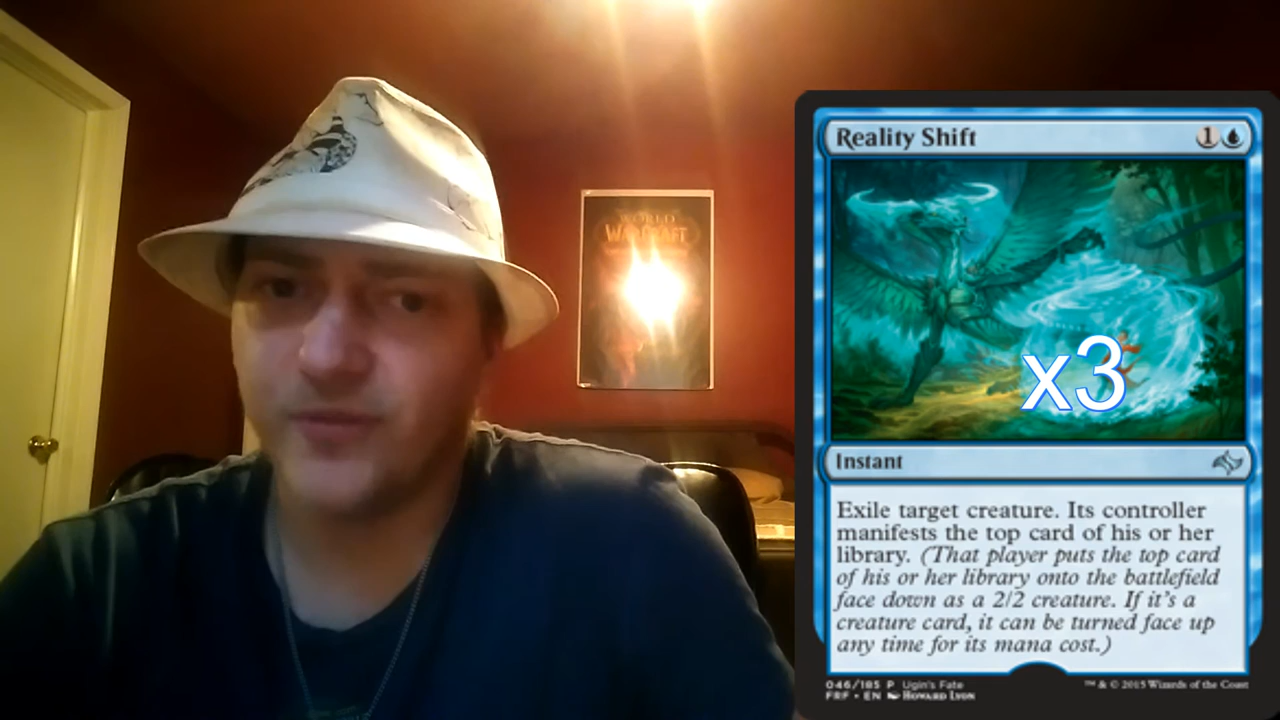 WORLD
WARCRAFT
Reality Shift 1
x3
Instant
Exile target creature. Its controller
manifests the top card of his or her
library. (That player puts the top card
of his or her library onto the battlefield
face down as a 2/2 creature. If it's a
creature card, it can be turned face up
any time for its mana cost.)
046/185 P Ugin's Fate
FRF • EN Howard Lyon
™ & © 2015 Wizards of the Coast